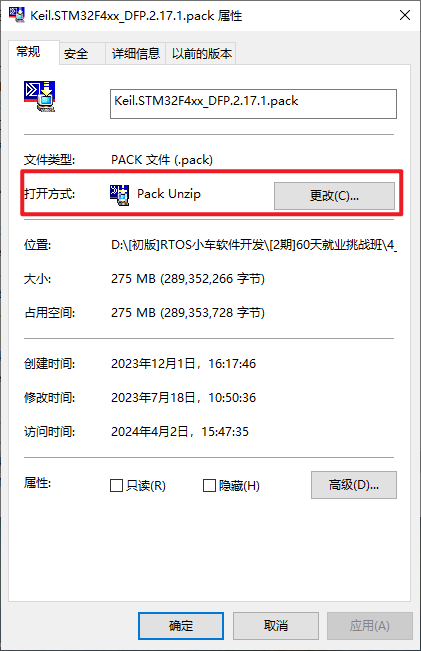 Keil.STM32F4xx_DFP.2.17.1.pack 属性
常规 安全 详细信息 以前的版本
Keil.STM32F4xx_DFP.2.17.1.pack
文件类型: PACK 文件 (.pack)
打开方式: Pack Unzip 更改(C)...
位置: D:\[初版]RTOS小车软件开发\[2期]60天就业挑战班\4_
大小: 275 MB (289,352,266 字节)
占用空间: 275 MB (289,353,728 字节)
创建时间: 2023年12月1日，16:17:46
修改时间: 2023年7月18日，10:50:36
访问时间: 2024年4月2日，15:47:35
属性: 只读(R) 隐藏(H) 高级(D)...
确定 取消 应用(A)